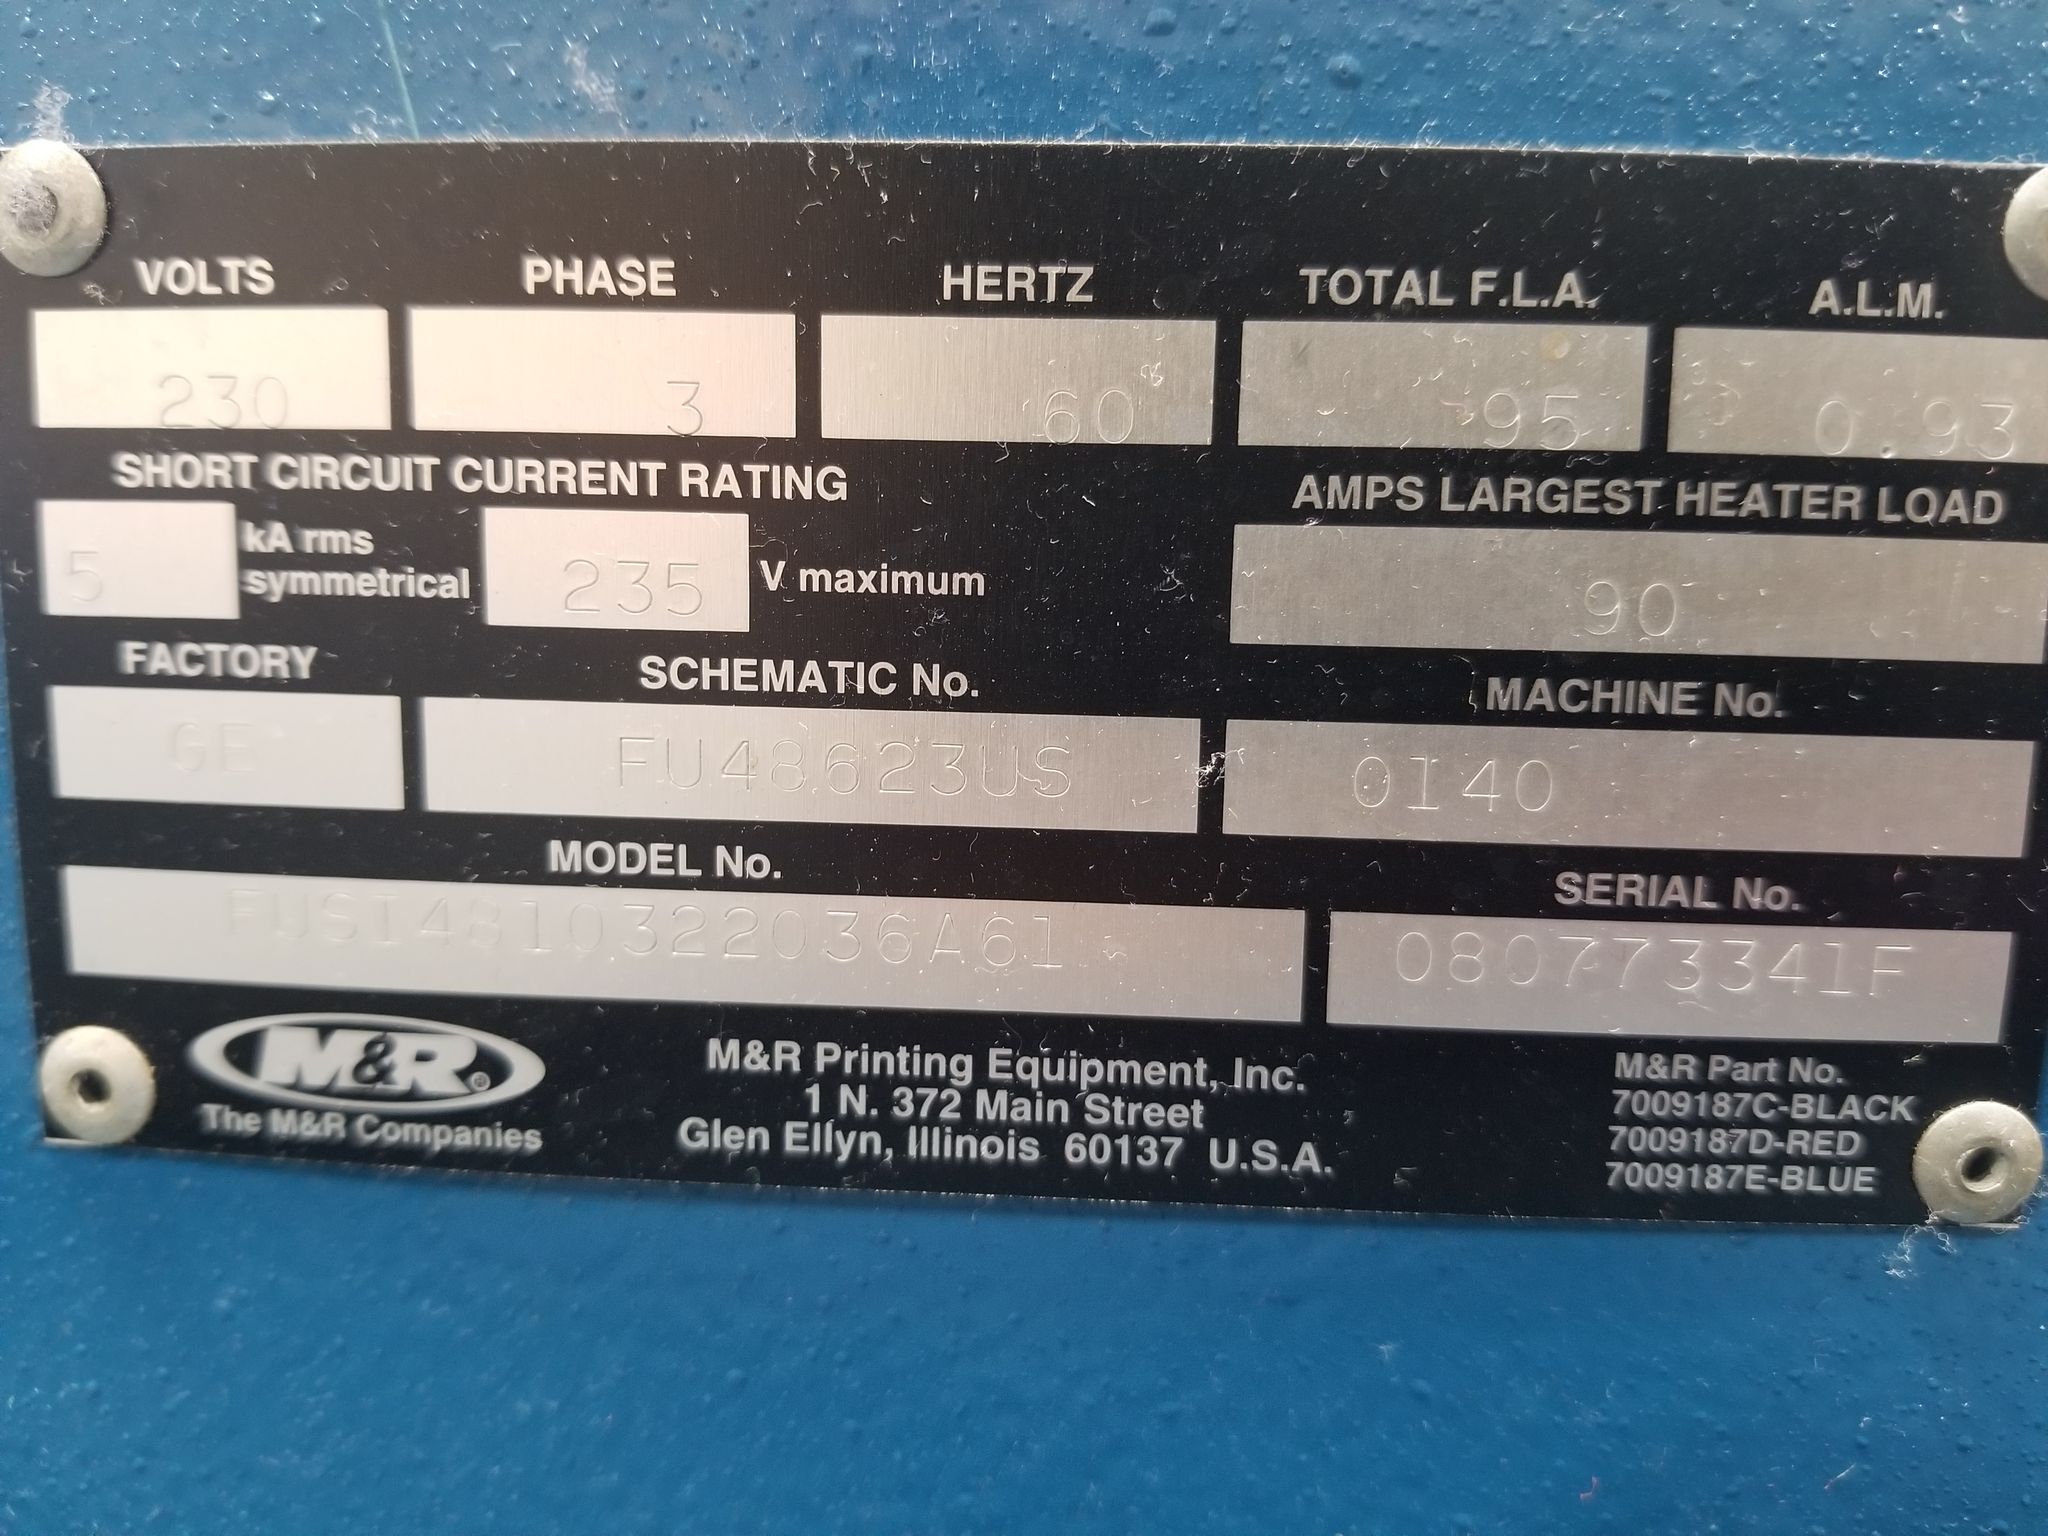 VOLTS PHASE HERTZ TOTAL F.L.A. A.L.M.
230 3 60 95 0.93
SHORT CIRCUIT CURRENT RATING AMPS LARGEST HEATER LOAD
5 kA rms symmetrical 235 V maximum 90
FACTORY SCHEMATIC No. MACHINE No.
GE FU48623US 0140
MODEL No. SERIAL No.
FUSI4810322036A61 080773341F
M&R®
The M&R Companies
M&R Printing Equipment, Inc.
1 N. 372 Main Street
Glen Ellyn, Illinois 60137 U.S.A.
M&R Part No.
7009187C-BLACK
7009187D-RED
7009187E-BLUE